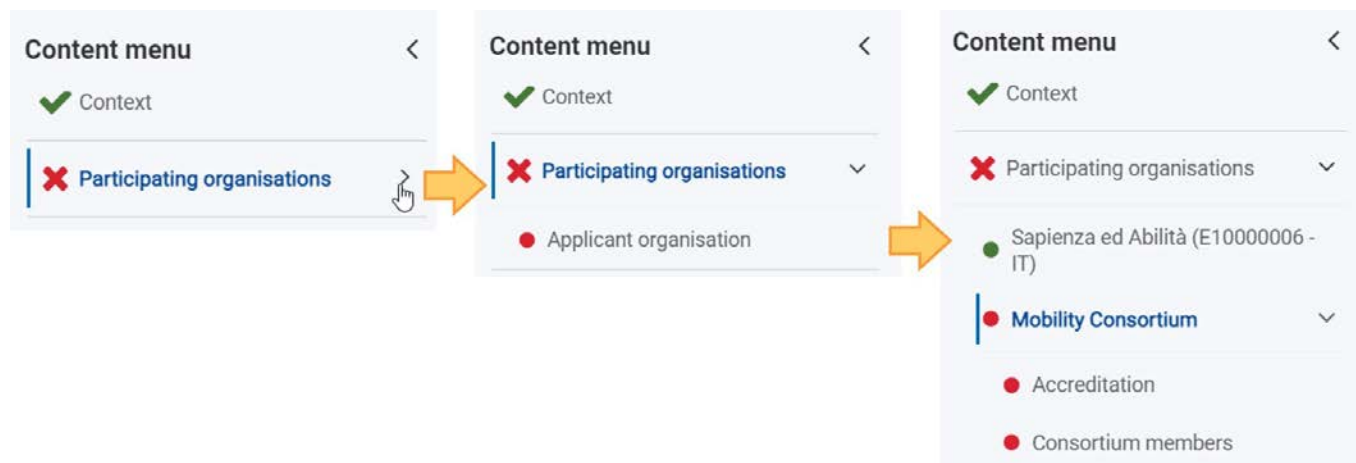 Content menu
Context
Participating organisations
Content menu
Context
Participating organisations
Applicant organisation
Content menu
Context
Participating organisations
Sapienza ed Abilità (E10000006 -
IT)
Mobility Consortium
Accreditation
Consortium members